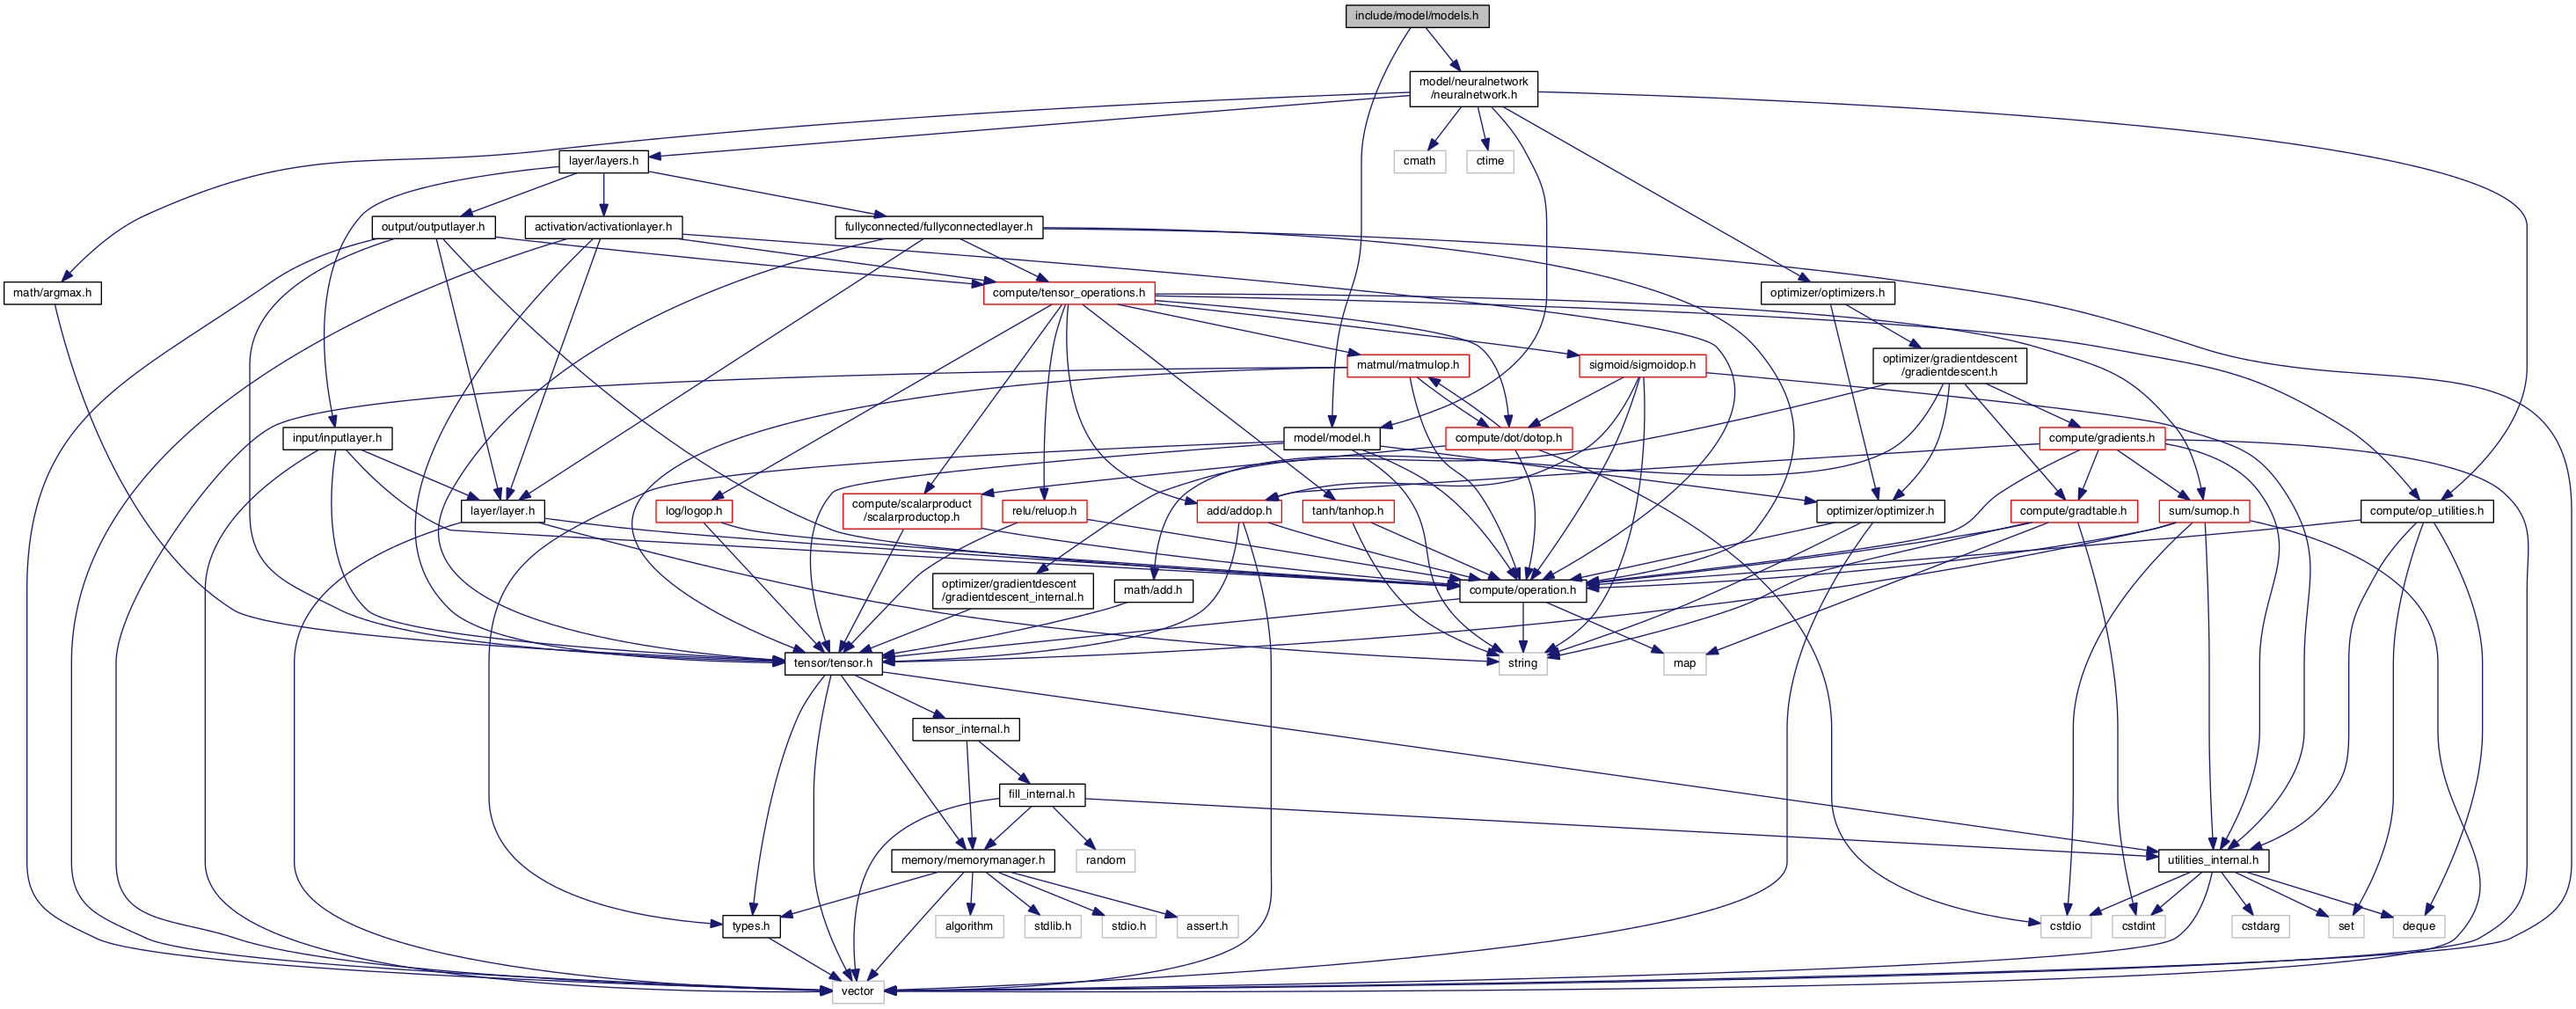 include/model/models.h
model/neuralnetwork
/neuralnetwork.h
layer/layers.h
cmath
ctime
output/outputlayer.h
activation/activationlayer.h
fullyconnected/fullyconnectedlayer.h
math/argmax.h
compute/tensor_operations.h
optimizer/optimizers.h
matmul/matmulop.h
sigmoid/sigmoidop.h
optimizer/gradientdescent
/gradientdescent.h
input/inputlayer.h
model/model.h
compute/dot/dotop.h
compute/gradients.h
layer/layer.h
log/logop.h
compute/scalarproduct
/scalarproductop.h
relu/reluop.h
add/addop.h
tanh/tanhop.h
optimizer/optimizer.h
compute/gradtable.h
sum/sumop.h
compute/op_utilities.h
optimizer/gradientdescent
/gradientdescent_internal.h
math/add.h
compute/operation.h
tensor/tensor.h
string
map
tensor_internal.h
fill_internal.h
memory/memorymanager.h
random
utilities_internal.h
types.h
algorithm
stdlib.h
stdio.h
assert.h
cstdio
cstdint
cstdarg
set
deque
vector